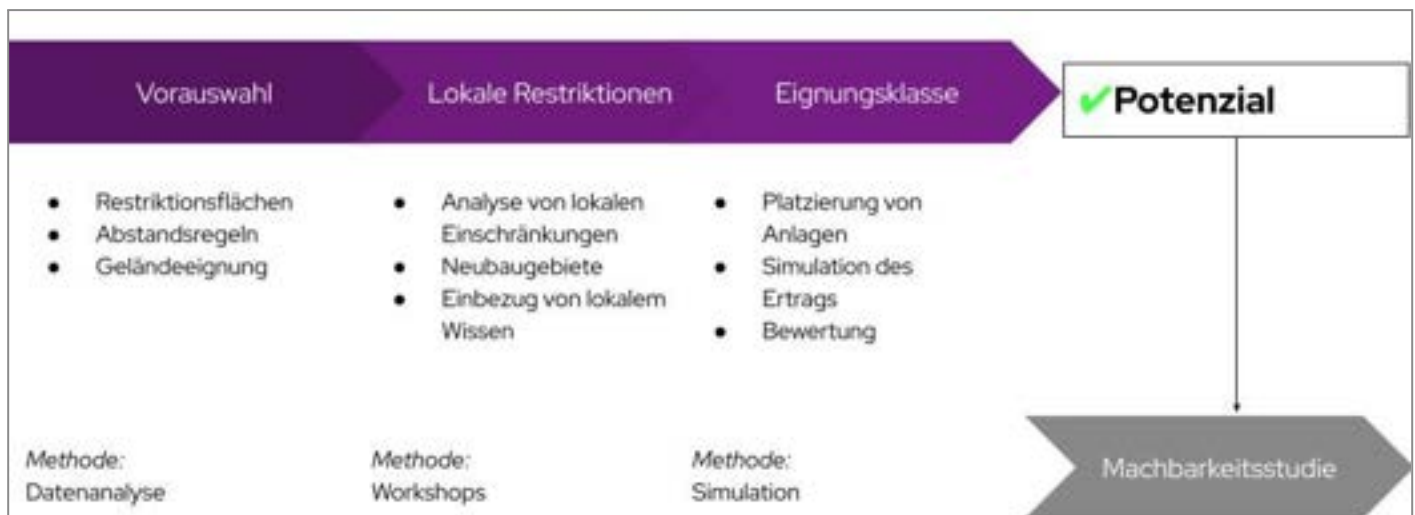 Vorauswahl
Lokale Restriktionen
Eignungsklasse
✔Potenzial
● Restriktionsflächen
● Abstandsregeln
● Geländeeignung
● Analyse von lokalen
Einschränkungen
● Neubaugebiete
● Einbezug von lokalem
Wissen
● Platzierung von
Anlagen
● Simulation des
Ertrags
● Bewertung
Methode:
Datenanalyse
Methode:
Workshops
Methode:
Simulation
Machbarkeitsstudie